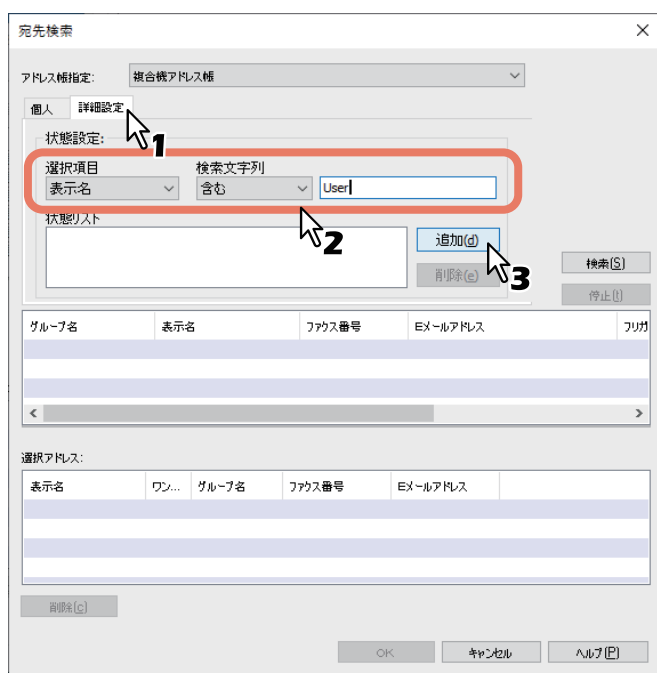 宛先検索
アドレス帳指定: 複合機アドレス帳
個人 詳細設定
1
状態設定:
選択項目 検索文字列
表示名 含む User
2
状態リスト
追加(d)
3
削除(e)
検索(S)
停止(t)
グループ名 表示名 ファクス番号 Eメールアドレス フリガ
選択アドレス:
表示名 ワン... グループ名 ファクス番号 Eメールアドレス
削除(c)
OK キャンセル ヘルプ(P)